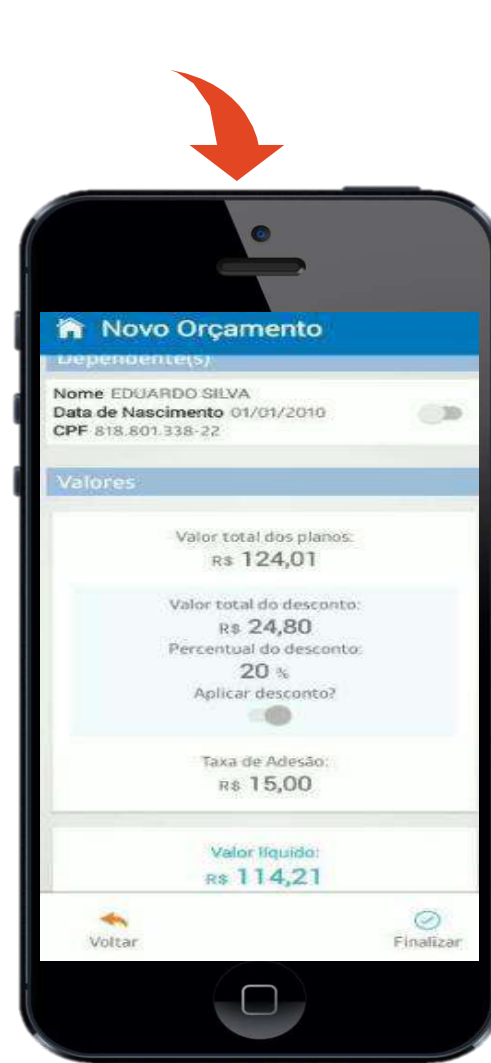 Novo Orçamento
Dependente(s)
Nome EDUARDO SILVA
Data de Nascimento 01/01/2010
CPF 818.801.338-22
Valores
Valor total dos planos:
R$ 124,01
Valor total do desconto:
R$ 24,80
Percentual do desconto:
20 %
Aplicar desconto?
Taxa de Adesão:
R$ 15,00
Valor líquido:
R$ 114,21
Voltar
Finalizar